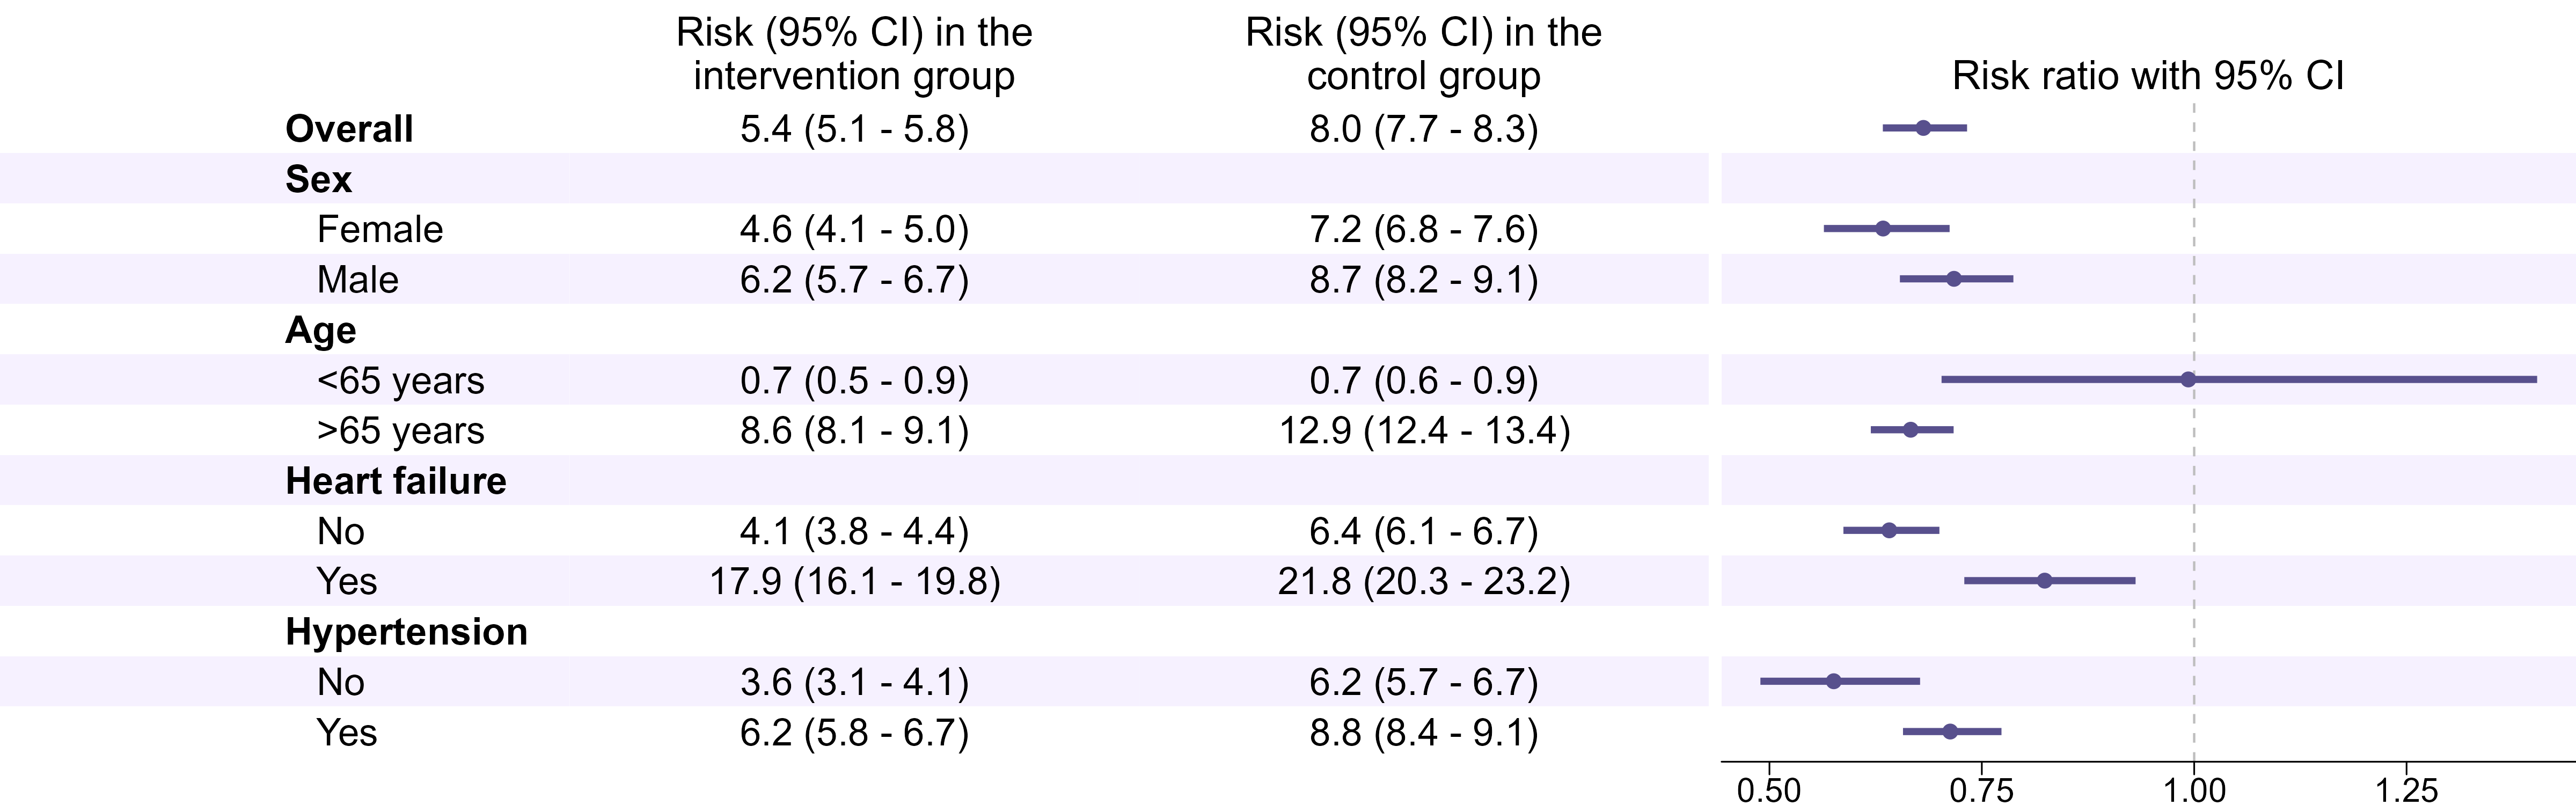 Risk (95% CI) in the intervention group Risk (95% CI) in the control group Risk ratio with 95% CI
Overall 5.4 (5.1 - 5.8) 8.0 (7.7 - 8.3)
Sex
Female 4.6 (4.1 - 5.0) 7.2 (6.8 - 7.6)
Male 6.2 (5.7 - 6.7) 8.7 (8.2 - 9.1)
Age
<65 years 0.7 (0.5 - 0.9) 0.7 (0.6 - 0.9)
>65 years 8.6 (8.1 - 9.1) 12.9 (12.4 - 13.4)
Heart failure
No 4.1 (3.8 - 4.4) 6.4 (6.1 - 6.7)
Yes 17.9 (16.1 - 19.8) 21.8 (20.3 - 23.2)
Hypertension
No 3.6 (3.1 - 4.1) 6.2 (5.7 - 6.7)
Yes 6.2 (5.8 - 6.7) 8.8 (8.4 - 9.1)
0.50 0.75 1.00 1.25